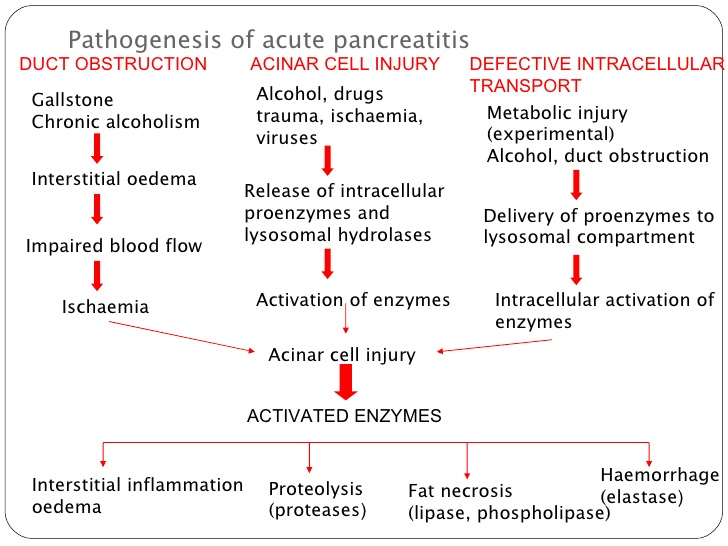 Pathogenesis of acute pancreatitis
DUCT OBSTRUCTION
Gallstone
Chronic alcoholism
Interstitial oedema
Impaired blood flow
Ischaemia
ACINAR CELL INJURY
Alcohol, drugs
trauma, ischaemia,
viruses
Release of intracellular
proenzymes and
lysosomal hydrolases
Activation of enzymes
DEFECTIVE INTRACELLULAR
TRANSPORT
Metabolic injury
(experimental)
Alcohol, duct obstruction
Delivery of proenzymes to
lysosomal compartment
Intracellular activation of
enzymes
Acinar cell injury
ACTIVATED ENZYMES
Interstitial inflammation
oedema
Proteolysis
(proteases)
Fat necrosis
(lipase, phospholipase)
Haemorrhage
(elastase)